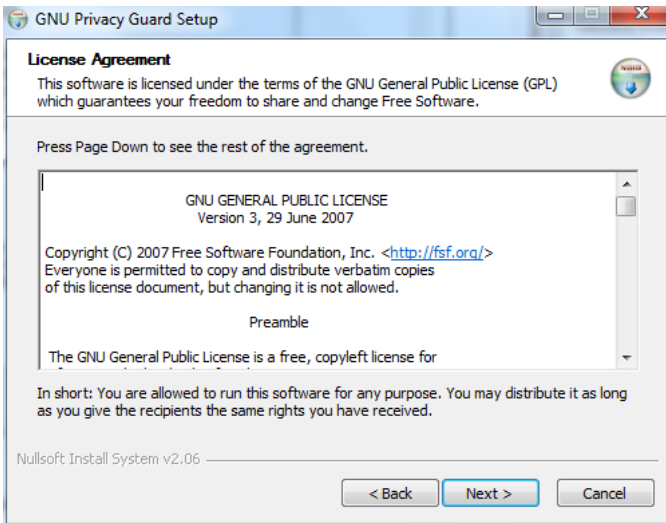 GNU Privacy Guard Setup
License Agreement
This software is licensed under the terms of the GNU General Public License (GPL)
which guarantees your freedom to share and change Free Software.
Press Page Down to see the rest of the agreement.
GNU GENERAL PUBLIC LICENSE
Version 3, 29 June 2007
Copyright (C) 2007 Free Software Foundation, Inc. <http://fsf.org/>
Everyone is permitted to copy and distribute verbatim copies
of this license document, but changing it is not allowed.
Preamble
The GNU General Public License is a free, copyleft license for
In short: You are allowed to run this software for any purpose. You may distribute it as long
as you give the recipients the same rights you have received.
Nullsoft Install System v2.06
< Back Next > Cancel